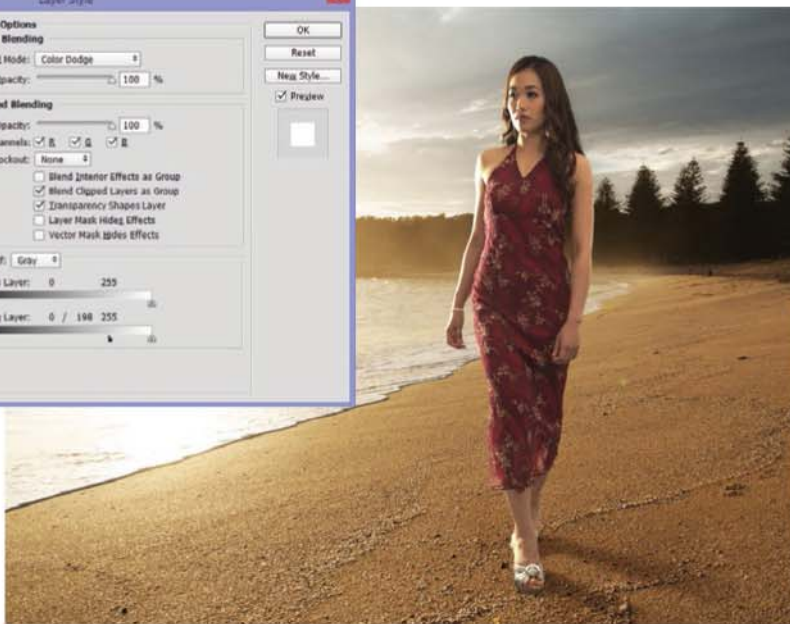 Layer Style
Options
Blending
Mode: Color Dodge
pacity: 100 %
d Blending
pacity: 100 %
annels: R G B
ockout: None
Blend Interior Effects as Group
Blend Clipped Layers as Group
Transparency Shapes Layer
Layer Mask Hides Effects
Vector Mask Hides Effects
f: Gray
Layer: 0 255
Layer: 0 / 198 255
OK
Reset
New Style...
Preview